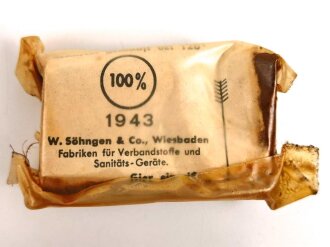 100%
1943
W. Söhngen & Co., Wiesbaden
Fabriken für Verbandstoffe und
Sanitäts-Geräte.